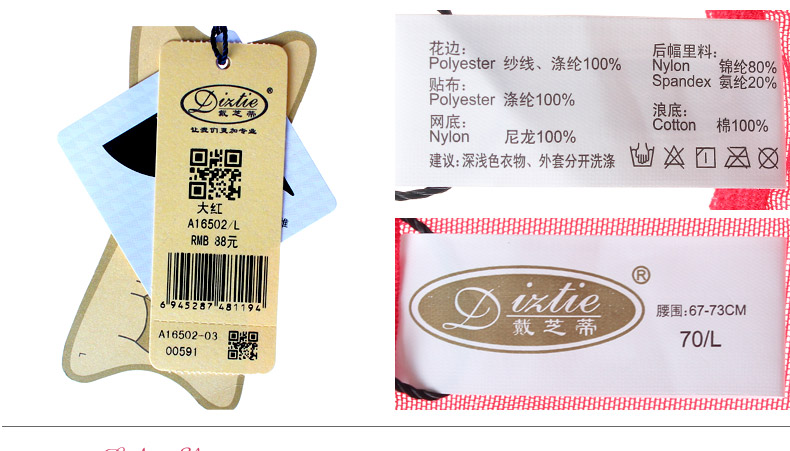 Diztie
®
戴芝蒂
让我们更加专业
大红
A16502/L
RMB 88元
6 945287 481194
A16502-03
00591
L
雅
花边:
Polyester 纱线、涤纶100%
贴布:
Polyester 涤纶100%
网底:
Nylon 尼龙100%
后幅里料:
Nylon 锦纶80%
Spandex 氨纶20%
浪底:
Cotton 棉100%
建议:深浅色衣物、外套分开洗涤
Diztie
®
戴芝蒂
腰围:67-73CM
70/L